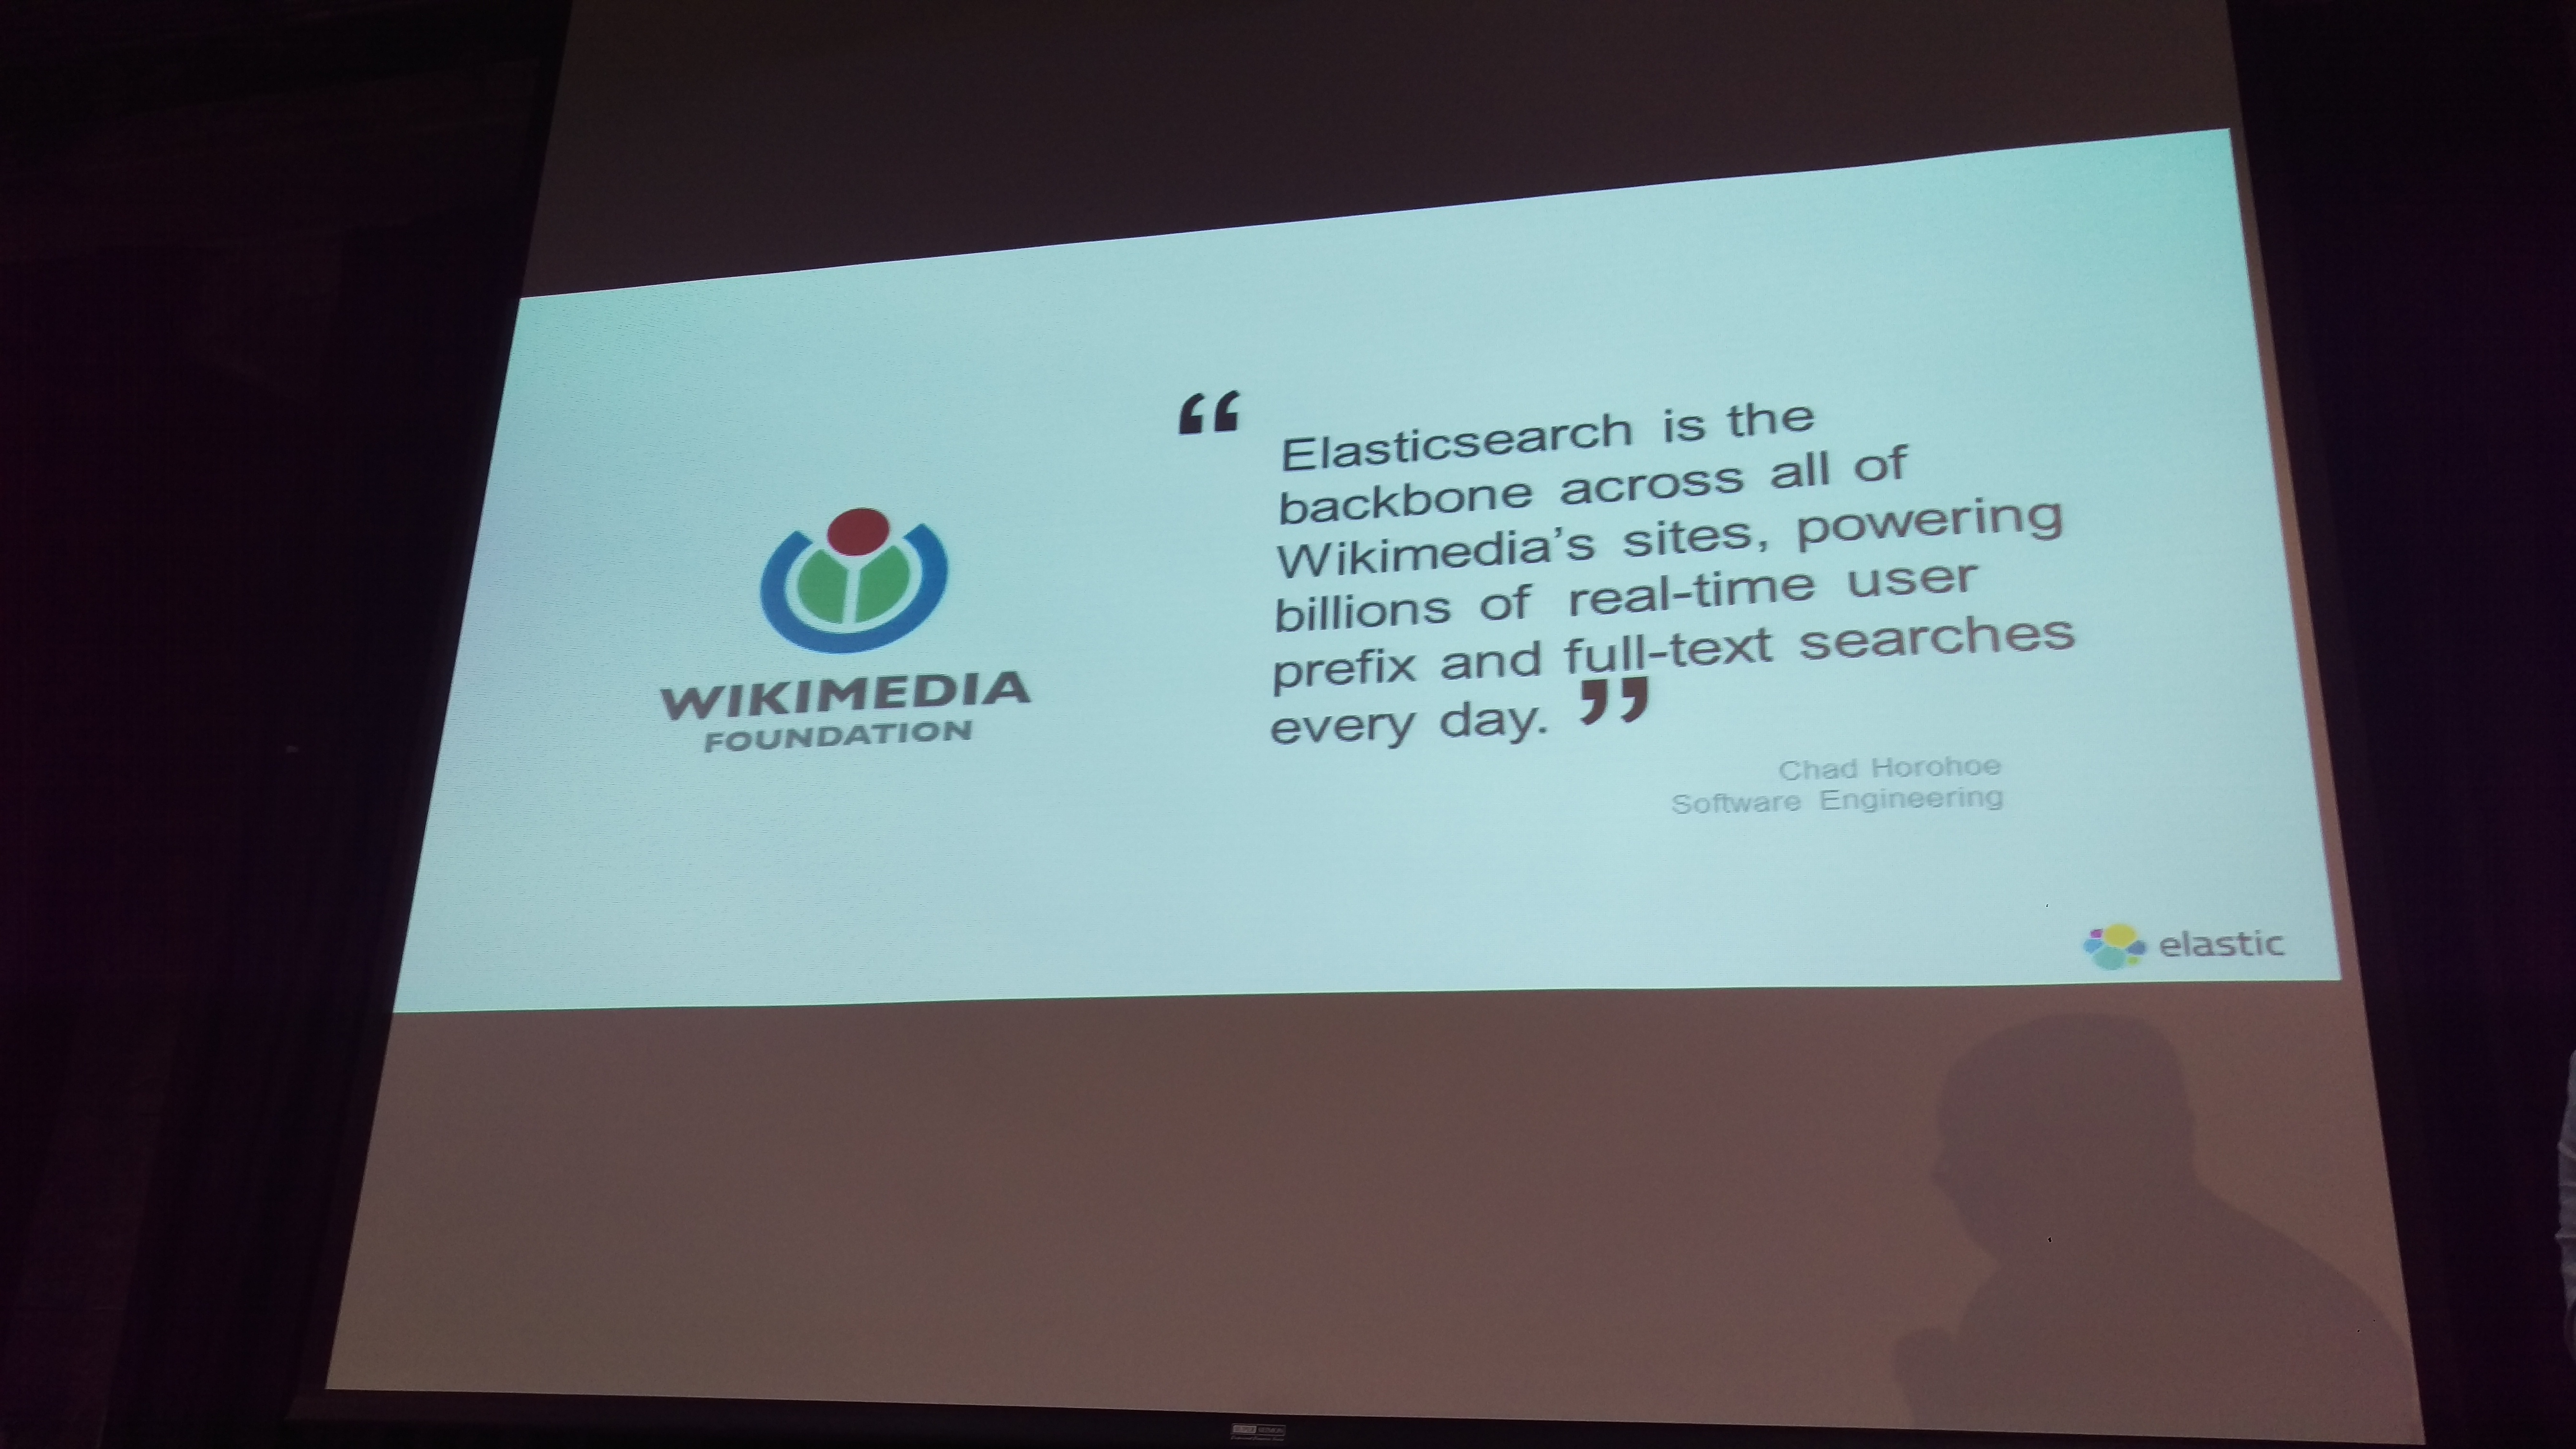 “ Elasticsearch is the
backbone across all of
Wikimedia’s sites, powering
billions of real-time user
prefix and full-text searches
every day. ”
Chad Horohoe
Software Engineering
WIKIMEDIA
FOUNDATION
elastic